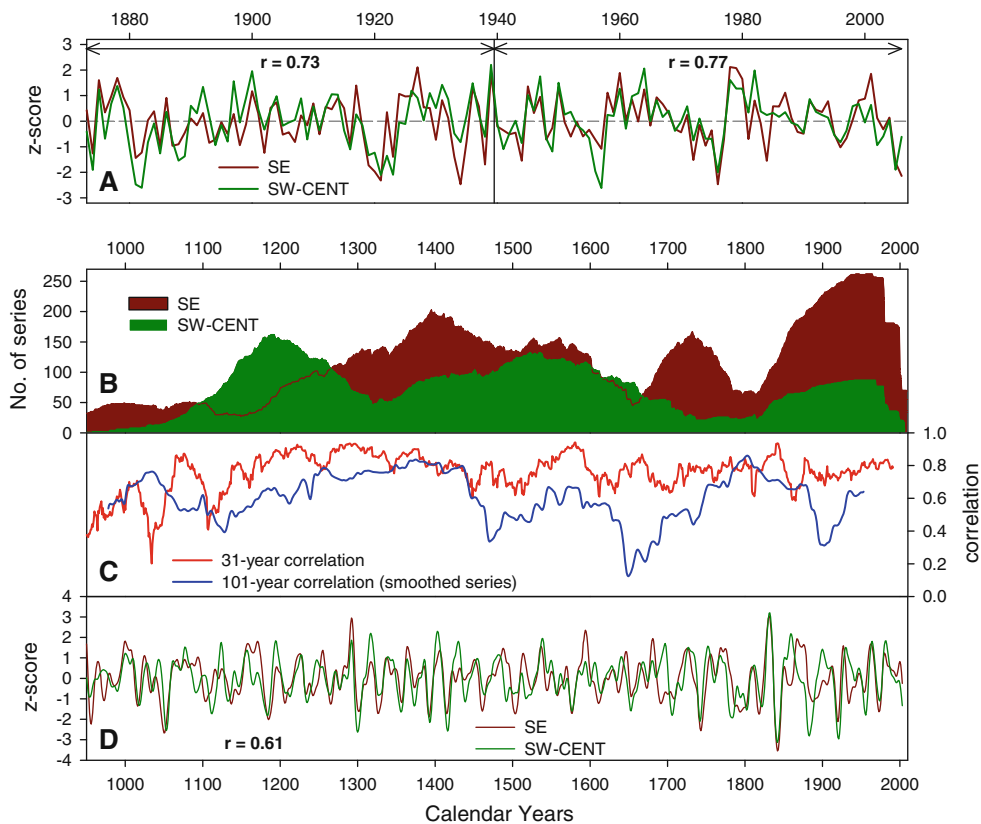 1880 1900 1920 1940 1960 1980 2000
3
2
1
0
-1
-2
-3
z-score
r = 0.73
r = 0.77
SE
SW-CENT
A
1000 1100 1200 1300 1400 1500 1600 1700 1800 1900 2000
250
200
150
100
50
0
No. of series
SE
SW-CENT
B
1.0
0.8
0.6
0.4
0.2
0.0
correlation
31-year correlation
101-year correlation (smoothed series)
C
4
3
2
1
0
-1
-2
-3
-4
z-score
SE
SW-CENT
r = 0.61
D
1000 1100 1200 1300 1400 1500 1600 1700 1800 1900 2000
Calendar Years